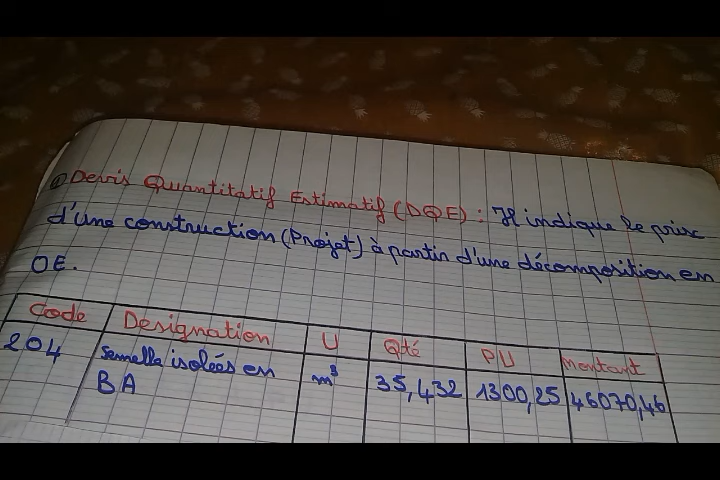 ① Devis Quantitatif Estimatif (DQE) : Il indique le prix
d'une construction (Projet) à partir d'une décomposition en
OE.
Code Designation U Qté PU Montant
204 Semelle isolées en m³ 35,432 1300,25 46070,46
BA